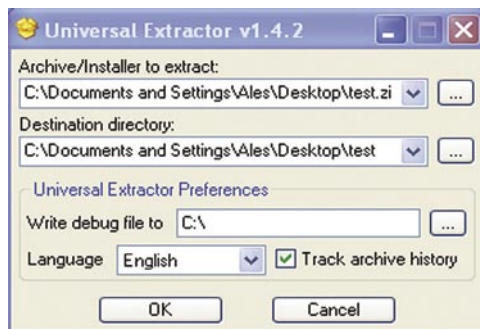 Universal Extractor v1.4.2
Archive/Installer to extract:
C:\Documents and Settings\Ales\Desktop\test.zi
...
Destination directory:
C:\Documents and Settings\Ales\Desktop\test
...
Universal Extractor Preferences
Write debug file to C:\ ...
Language English Track archive history
OK Cancel